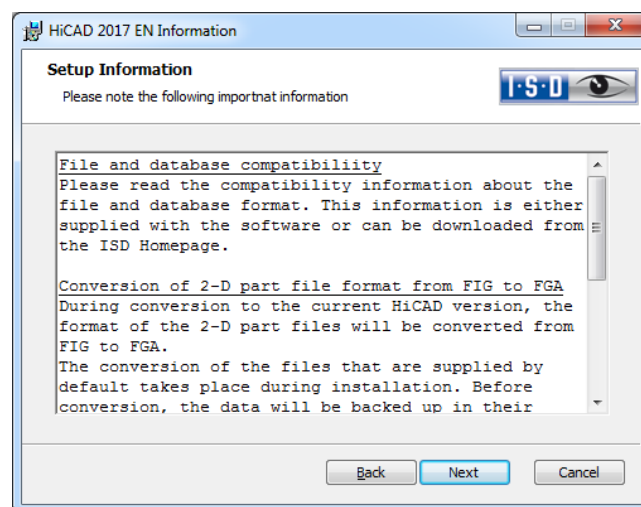 HiCAD 2017 EN Information
Setup Information
Please note the following importnat information
I·S·D
File and database compatibiliity
Please read the compatibility information about the
file and database format. This information is either
supplied with the software or can be downloaded from
the ISD Homepage.
Conversion of 2-D part file format from FIG to FGA
During conversion to the current HiCAD version, the
format of the 2-D part files will be converted from
FIG to FGA.
The conversion of the files that are supplied by
default takes place during installation. Before
conversion, the data will be backed up in their
Back
Next
Cancel